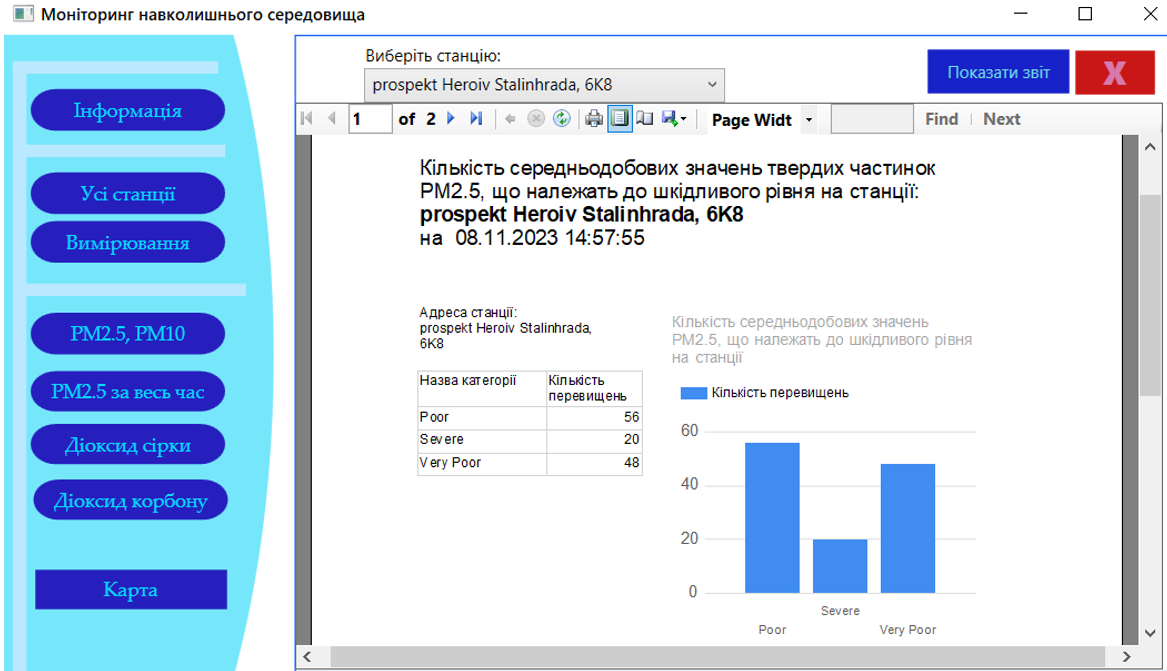 Моніторинг навколишнього середовища
Інформація
Усі станції
Вимірювання
PM2.5, PM10
PM2.5 за весь час
Діоксид сірки
Діоксид корбону
Карта
Виберіть станцію:
prospekt Heroiv Stalinhrada, 6K8
Показати звіт
X
1 of 2
Page Widt
Find | Next
Кількість середньодобових значень твердих частинок
PM2.5, що належать до шкідливого рівня на станції:
prospekt Heroiv Stalinhrada, 6K8
на 08.11.2023 14:57:55
Адреса станції:
prospekt Heroiv Stalinhrada,
6K8
Назва категорії Кількість
перевищень
Poor 56
Severe 20
Very Poor 48
Кількість середньодобових значень
PM2.5, що належать до шкідливого рівня
на станції
Кількість перевищень
60
40
20
0
Severe
Poor Very Poor